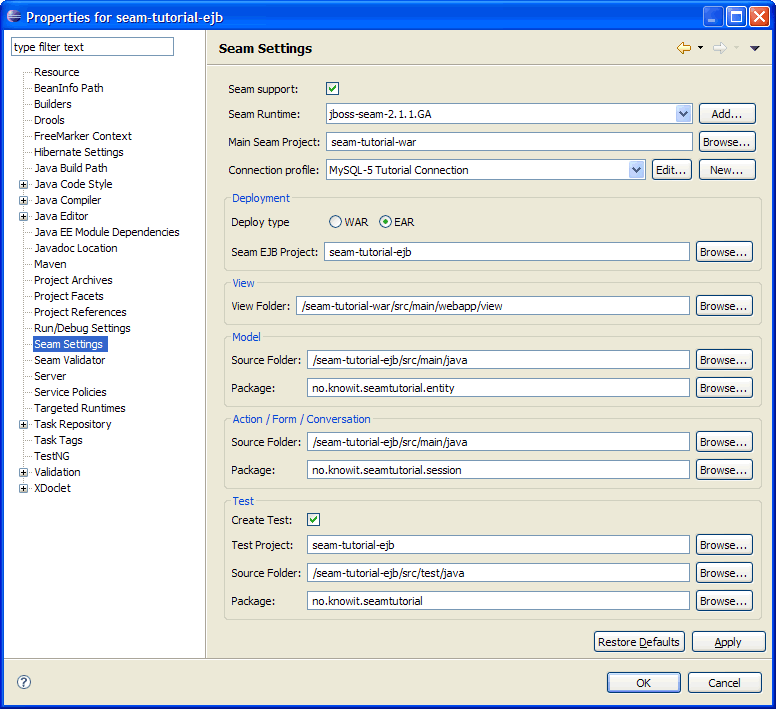 Properties for seam-tutorial-ejb
type filter text
Resource
BeanInfo Path
Builders
Drools
FreeMarker Context
Hibernate Settings
Java Build Path
Java Code Style
Java Compiler
Java Editor
Java EE Module Dependencies
Javadoc Location
Maven
Project Archives
Project Facets
Project References
Run/Debug Settings
Seam Settings
Seam Validator
Server
Service Policies
Targeted Runtimes
Task Repository
Task Tags
TestNG
Validation
XDoclet
Seam Settings
Seam support:
Seam Runtime: jboss-seam-2.1.1.GA Add...
Main Seam Project: seam-tutorial-war Browse...
Connection profile: MySQL-5 Tutorial Connection Edit... New...
Deployment
Deploy type WAR EAR
Seam EJB Project: seam-tutorial-ejb Browse...
View
View Folder: /seam-tutorial-war/src/main/webapp/view Browse...
Model
Source Folder: /seam-tutorial-ejb/src/main/java Browse...
Package: no.knowit.seamtutorial.entity Browse...
Action / Form / Conversation
Source Folder: /seam-tutorial-ejb/src/main/java Browse...
Package: no.knowit.seamtutorial.session Browse...
Test
Create Test:
Test Project: seam-tutorial-ejb Browse...
Source Folder: /seam-tutorial-ejb/src/test/java Browse...
Package: no.knowit.seamtutorial Browse...
Restore Defaults Apply
? OK Cancel